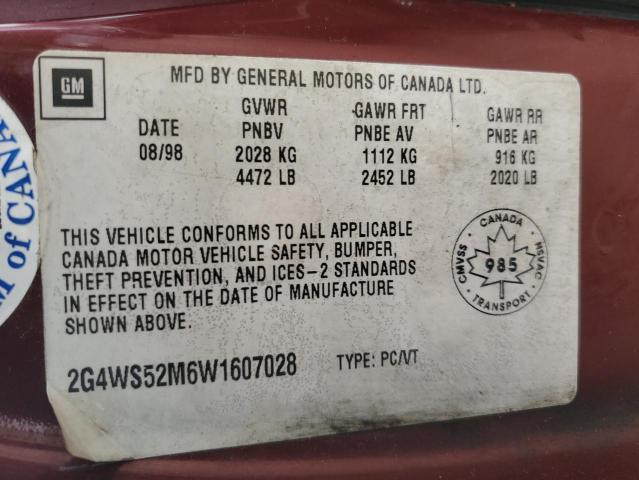 GM
MFD BY GENERAL MOTORS OF CANADA LTD.
GVWR GAWR FRT GAWR RR
DATE PNBV PNBE AV PNBE AR
08/98 2028 KG 1112 KG 916 KG
4472 LB 2452 LB 2020 LB
THIS VEHICLE CONFORMS TO ALL APPLICABLE
CANADA MOTOR VEHICLE SAFETY, BUMPER,
THEFT PREVENTION, AND ICES-2 STANDARDS
IN EFFECT ON THE DATE OF MANUFACTURE
SHOWN ABOVE.
CANADA
CMVSS
985
NSVAC
TRANSPORT
2G4WS52M6W1607028 TYPE: PC/VT
of CANA